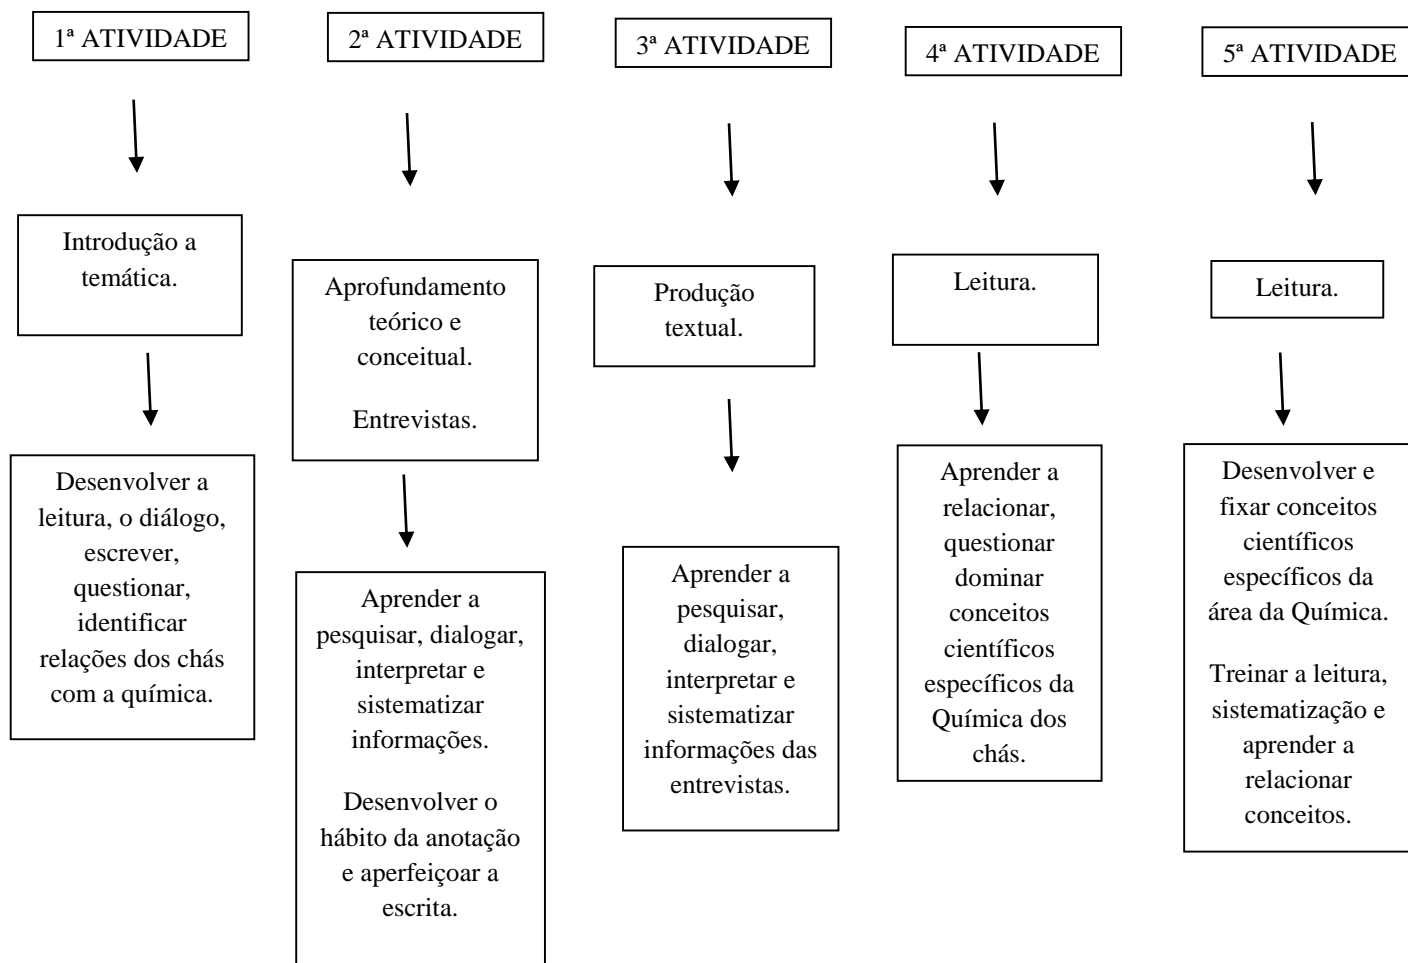 1ª ATIVIDADE
2ª ATIVIDADE
3ª ATIVIDADE
4ª ATIVIDADE
5ª ATIVIDADE
Introdução a
temática.
Aprofundamento
teórico e
conceitual.
Entrevistas.
Produção
textual.
Leitura.
Leitura.
Desenvolver a
leitura, o diálogo,
escrever,
questionar,
identificar
relações dos chás
com a química.
Aprender a
pesquisar, dialogar,
interpretar e
sistematizar
informações.
Desenvolver o
hábito da anotação
e aperfeiçoar a
escrita.
Aprender a
pesquisar,
dialogar,
interpretar e
sistematizar
informações das
entrevistas.
Aprender a
relacionar,
questionar
dominar
conceitos
científicos
específicos da
Química dos
chás.
Desenvolver e
fixar conceitos
científicos
específicos da
área da Química.
Treinar a leitura,
sistematização e
aprender a
relacionar
conceitos.